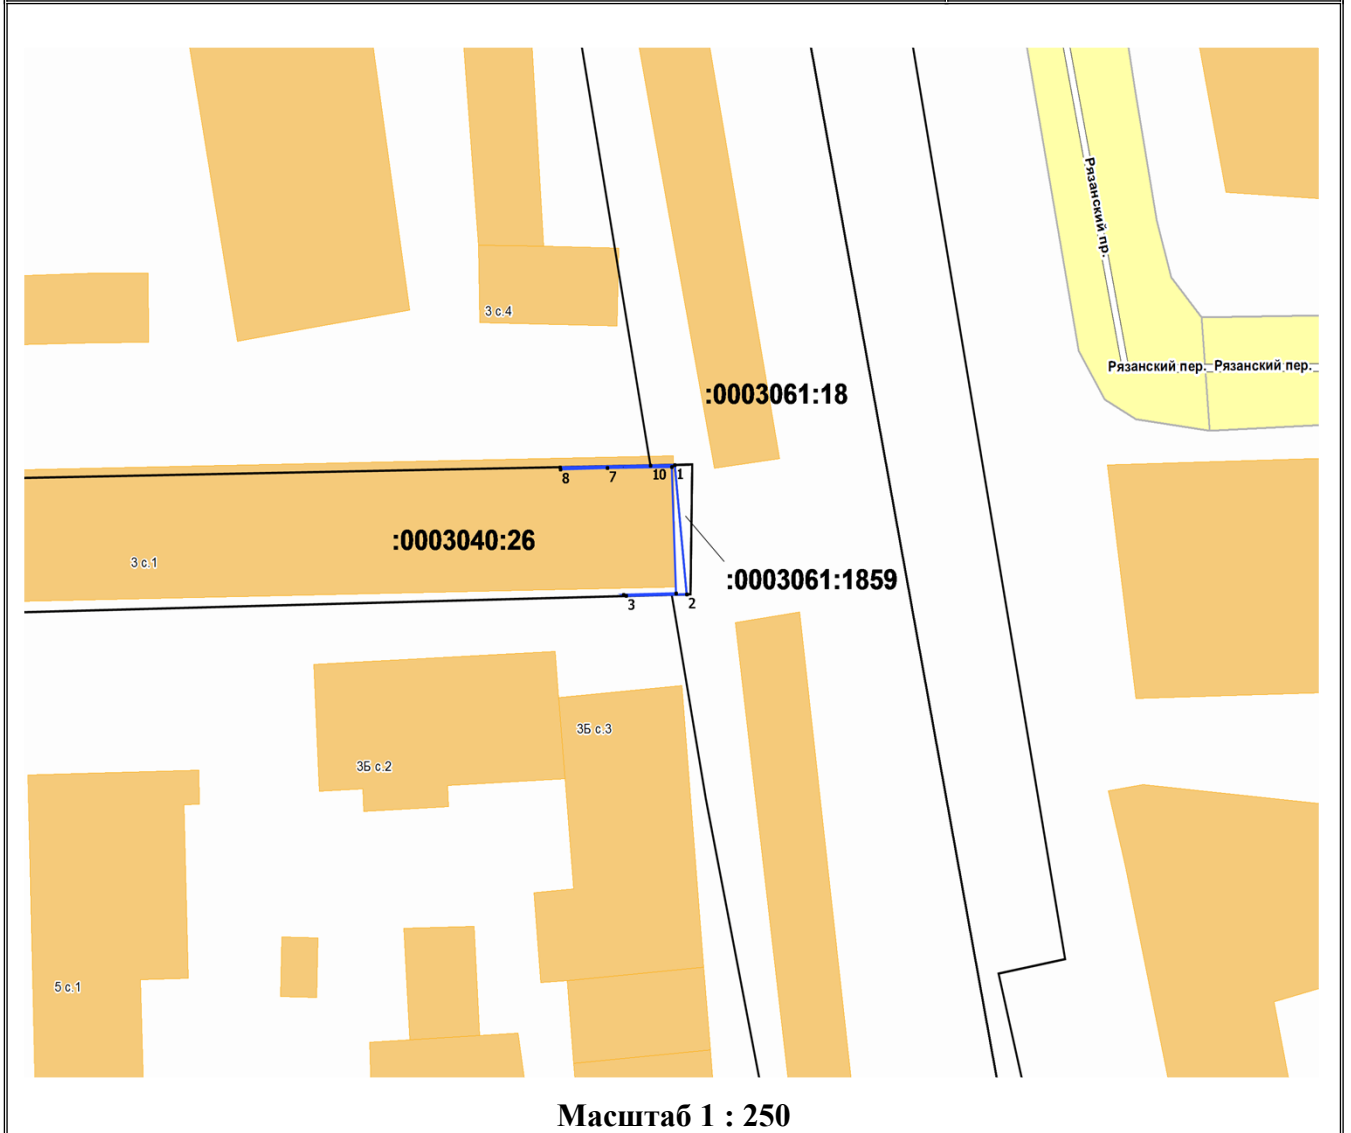 Рязанский пр.
3 с.4
Рязанский пер.
Рязанский пер.
:0003061:18
8
7
10
1
:0003040:26
3 с.1
:0003061:1859
3
2
3Б с.3
3Б с.2
5 с.1
Масштаб 1 : 250